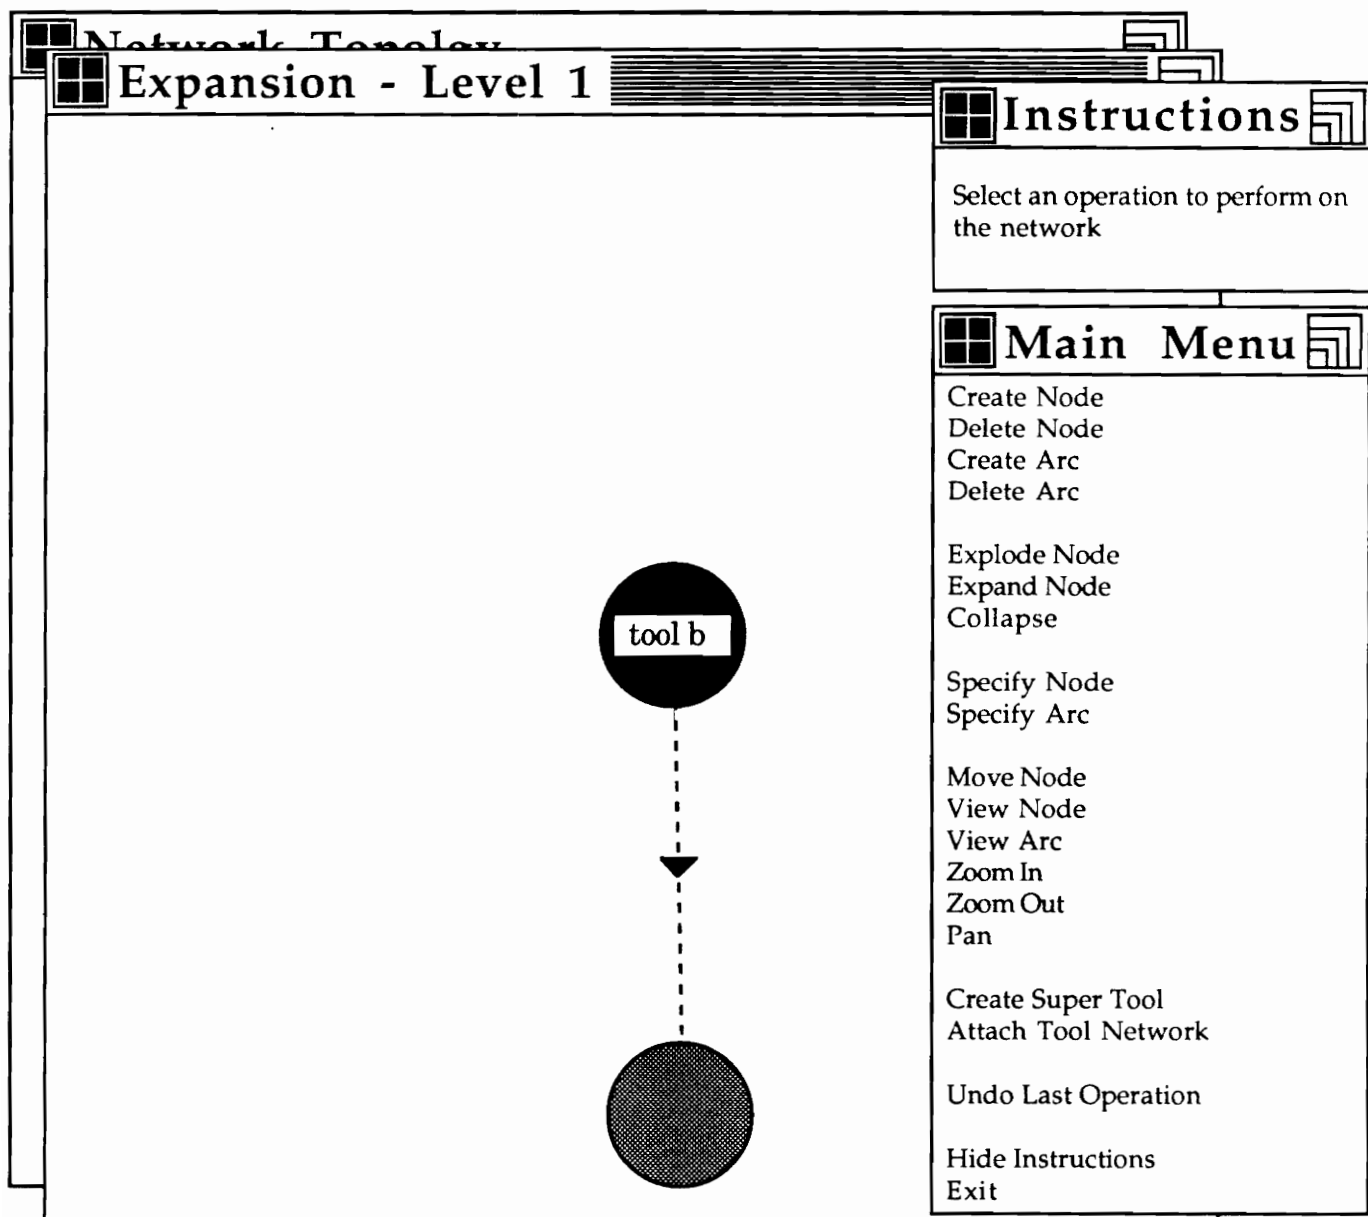 Network Topology
Expansion - Level 1
Instructions
Select an operation to perform on
the network
Main Menu
Create Node
Delete Node
Create Arc
Delete Arc
Explode Node
Expand Node
Collapse
Specify Node
Specify Arc
Move Node
View Node
View Arc
Zoom In
Zoom Out
Pan
Create Super Tool
Attach Tool Network
Undo Last Operation
Hide Instructions
Exit
tool b